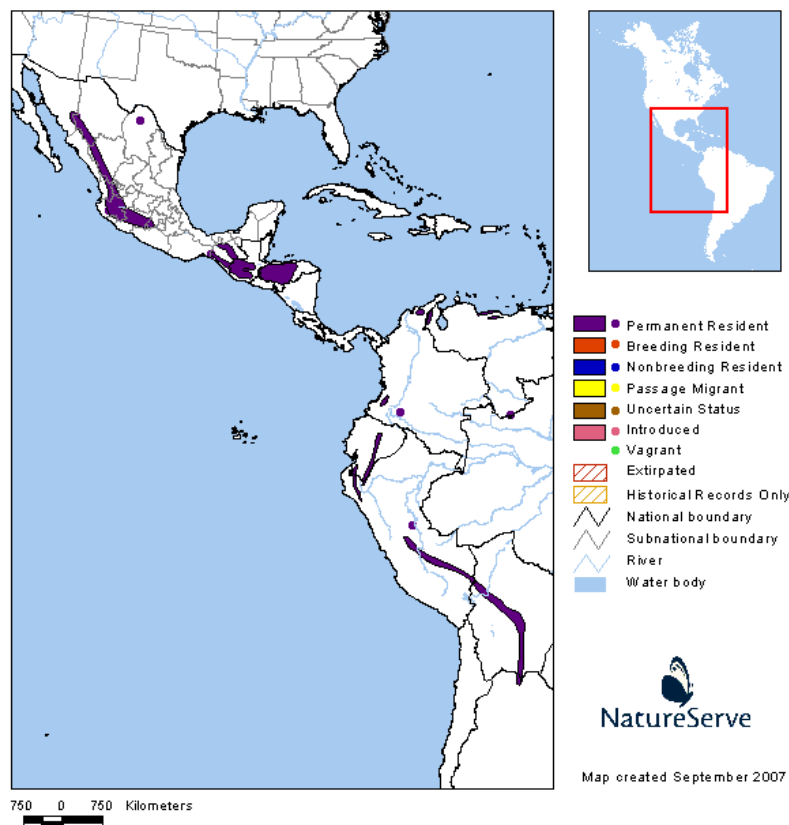 Permanent Resident
Breeding Resident
Nonbreeding Resident
Passage Migrant
Uncertain Status
Introduced
Vagrant
Extirpated
Historical Records Only
National boundary
Subnational boundary
River
Water body
NatureServe
Map created September 2007
750 0 750 Kilometers